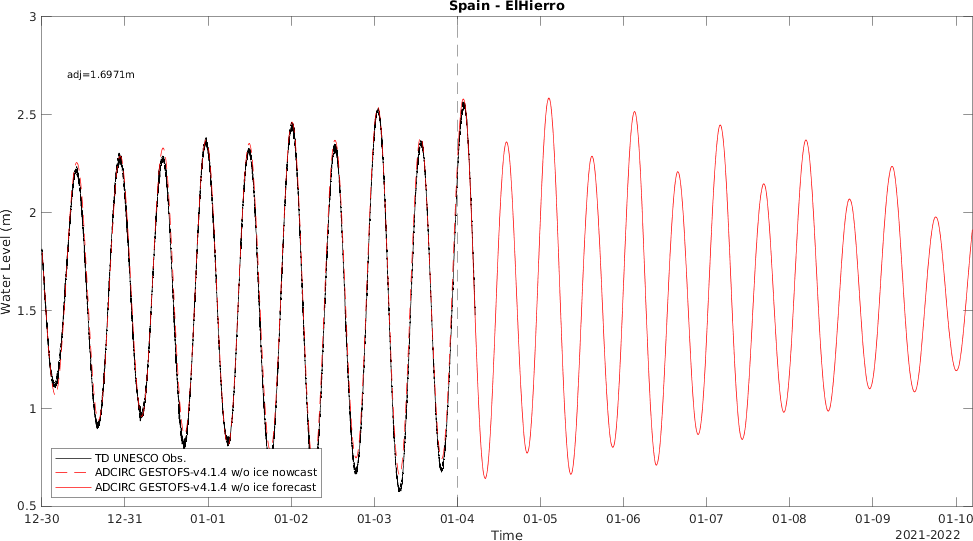 Spain - ElHierro
adj=1.6971m
3
2.5
2
1.5
1
0.5
Water Level (m)
TD UNESCO Obs.
ADCIRC GESTOFS-v4.1.4 w/o ice nowcast
ADCIRC GESTOFS-v4.1.4 w/o ice forecast
12-30 12-31 01-01 01-02 01-03 01-04 01-05 01-06 01-07 01-08 01-09 01-10
Time
2021-2022